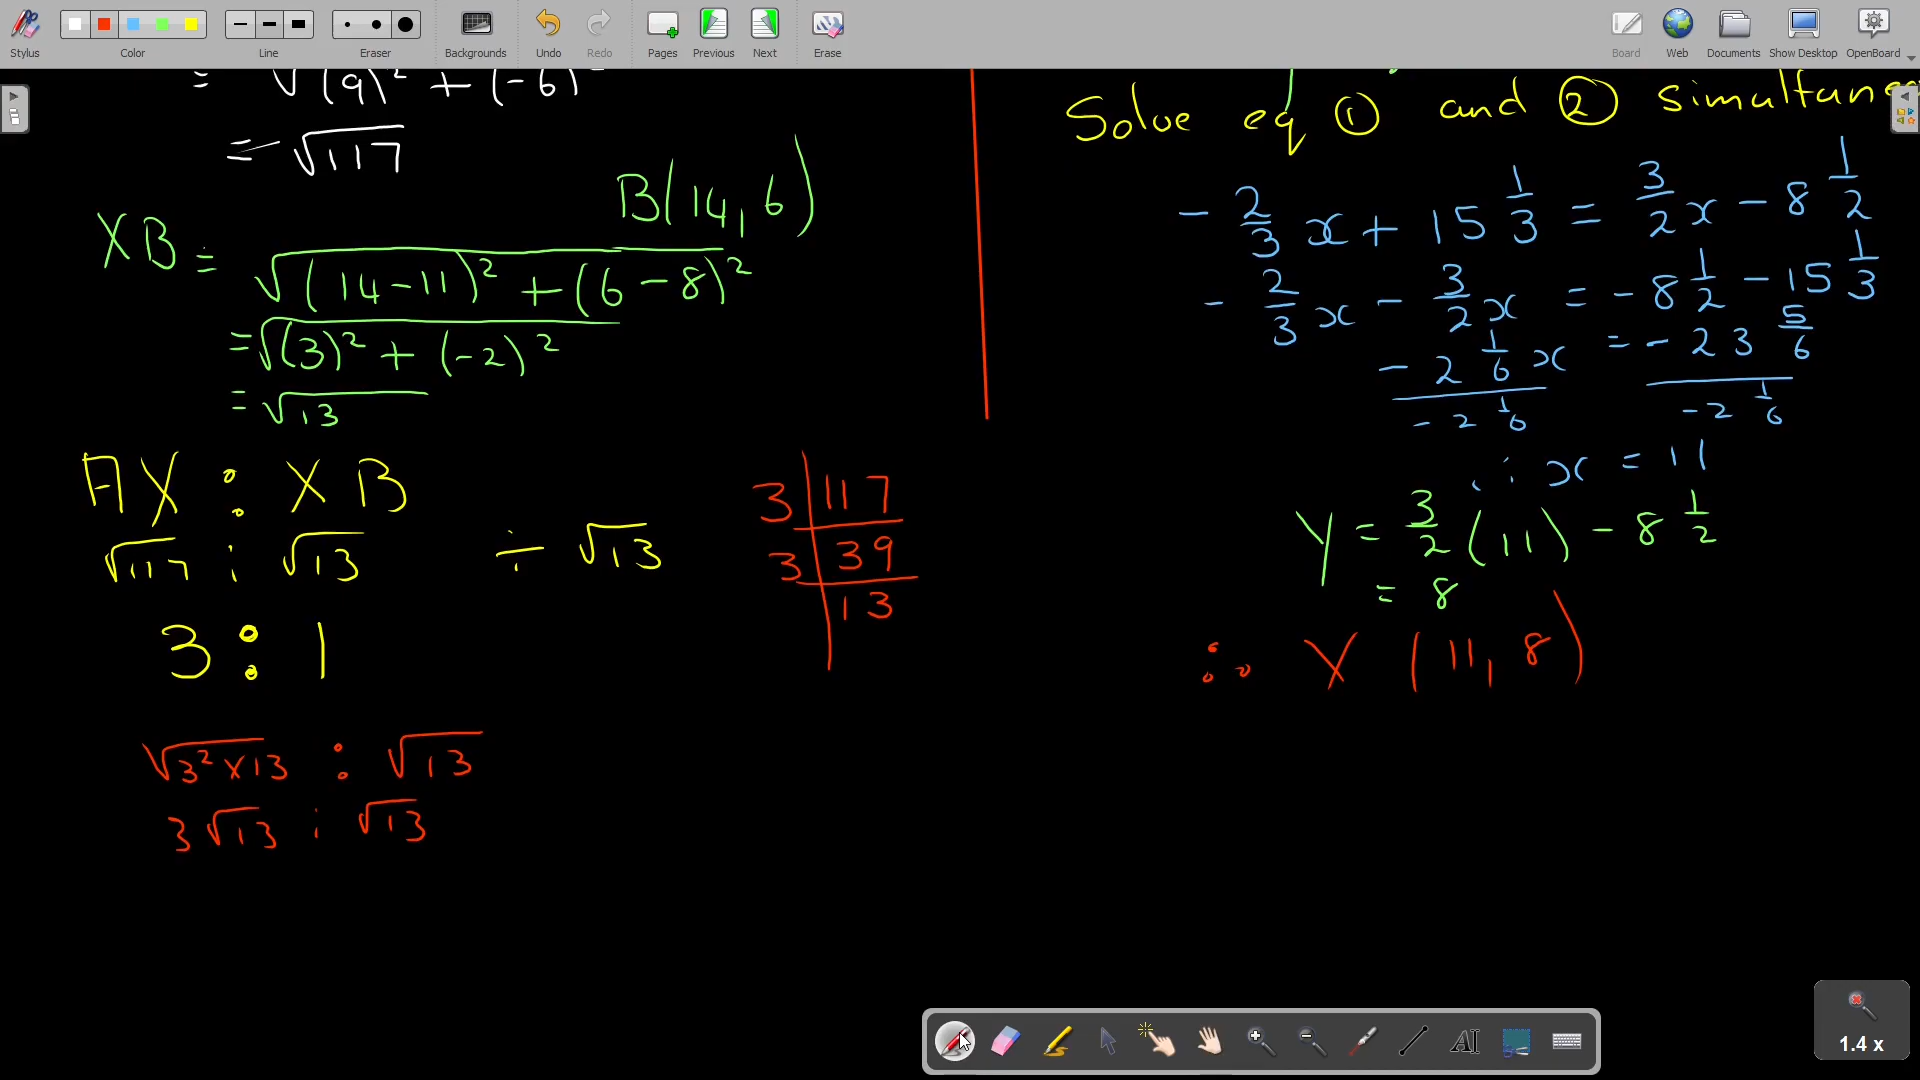 Stylus Color Line Eraser Backgrounds Undo Redo Pages Previous Next Erase Board Web Documents Show Desktop OpenBoard
= √(9)² + (-6)²
= √117
B(14, 6)
XB = √(14-11)² + (6-8)²
= √(3)² + (-2)²
= √13
AX : XB
√117 : √13 ÷ √13
3 : 1
3 | 117
3 | 39
13
√3² x 13 : √13
3√13 : √13
Solve eq ① and ②
- 2/3 x + 15 1/3 = 3/2 x - 8 1/2
- 2/3 x - 3/2 x = - 8 1/2 - 15 1/3
- 2 1/6 x = - 23 5/6
- 2 1/6 - 2 1/6
∴ x = 11
Y = 3/2 (11) - 8 1/2
= 8
∴ X (11, 8)
1.4 x